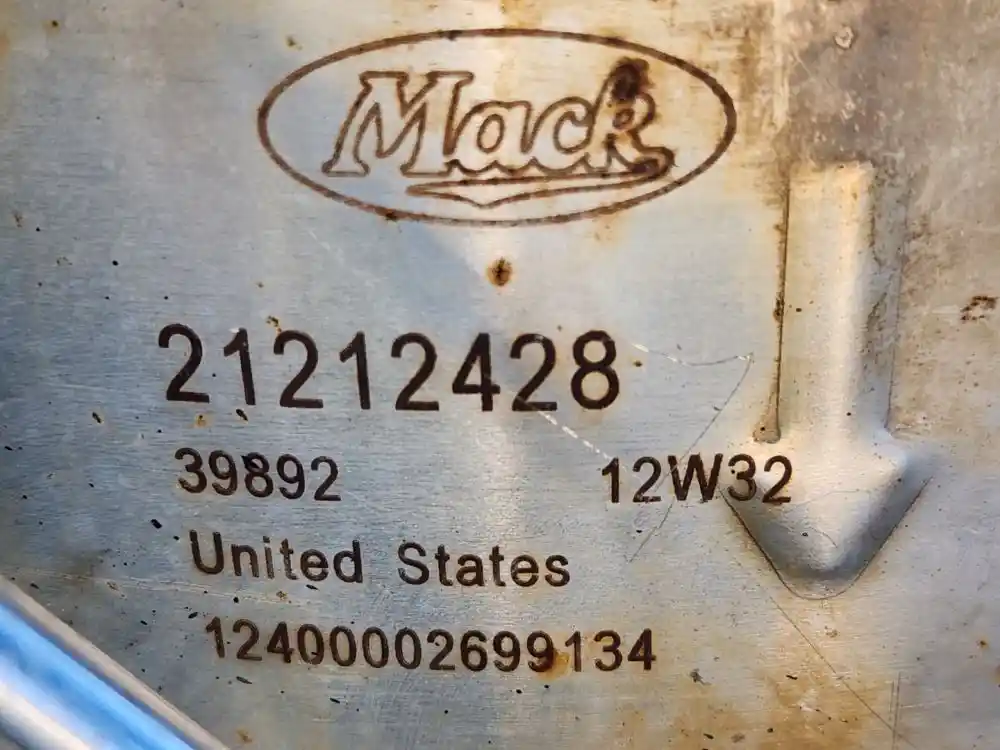 Mack
21212428
39892 12W32
United States
12400002699134